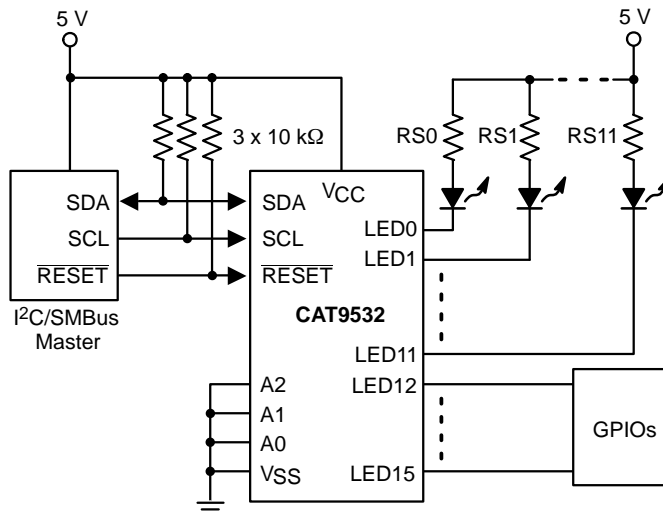 5 V
5 V
3 x 10 kΩ
RS0
RS1
RS11
VCC
SDA
SDA
LED0
SCL
SCL
LED1
RESET
RESET
I²C/SMBus
Master
CAT9532
LED11
A2
LED12
A1
GPIOs
A0
VSS
LED15